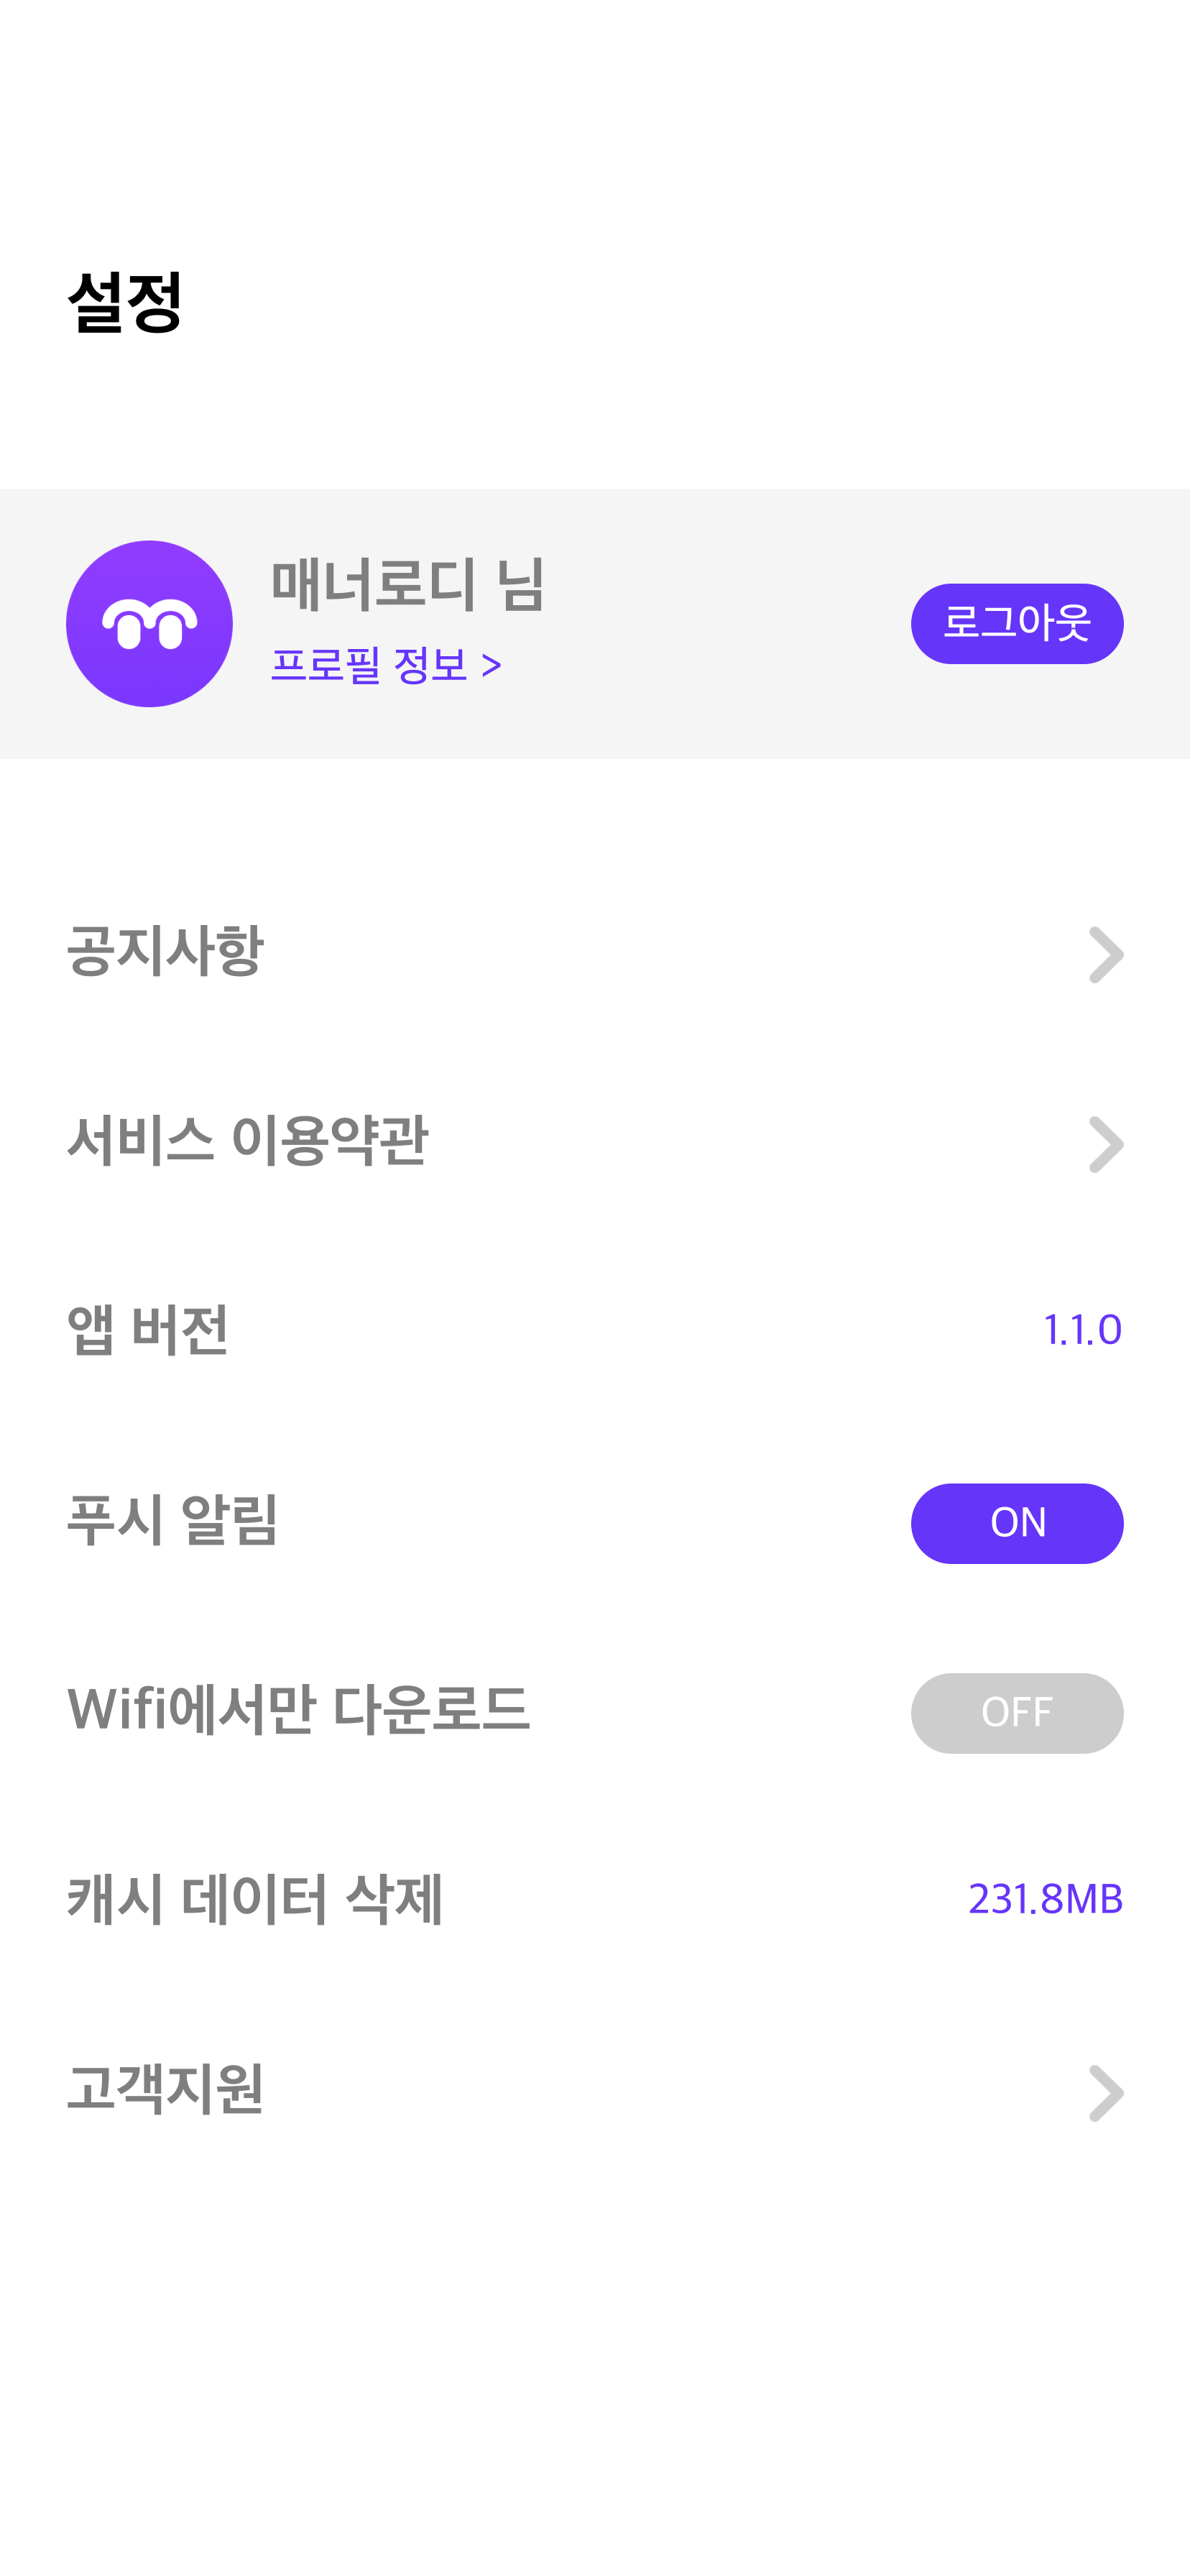 설정
매너로디 님
프로필 정보 >
로그아웃
공지사항
서비스 이용약관
앱 버전 1.1.0
푸시 알림 ON
Wifi에서만 다운로드 OFF
캐시 데이터 삭제 231.8MB
고객지원